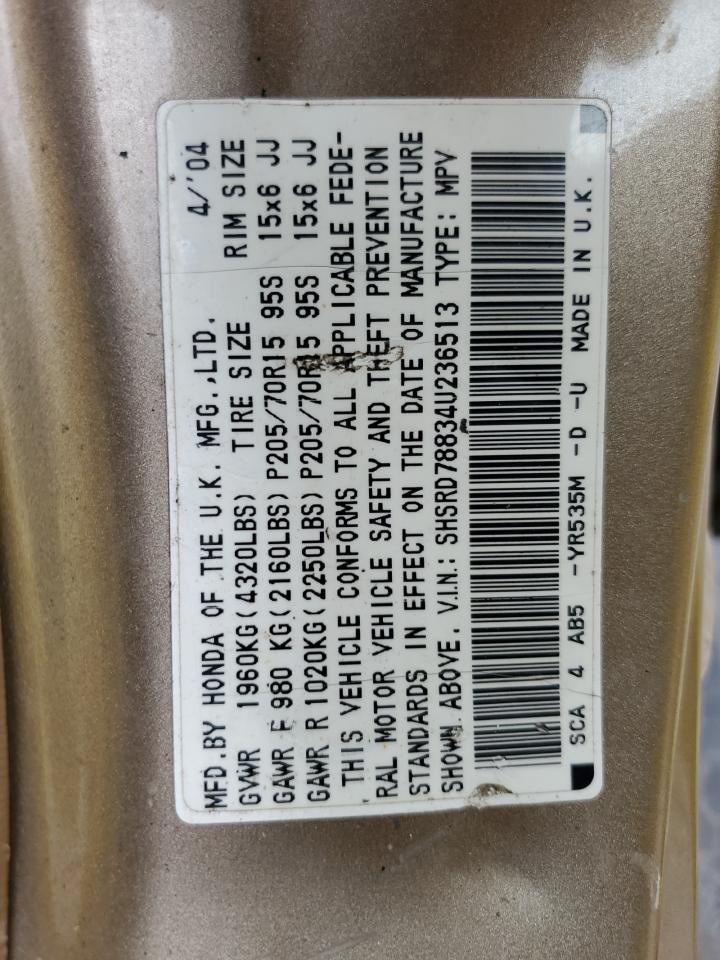 MFD.BY HONDA OF THE U.K. MFG.,LTD. 4/'04
GVWR 1960KG(4320LBS) TIRE SIZE RIM SIZE
GAWR F 980 KG(2160LBS) P205/70R15 95S 15x6 JJ
GAWR R 1020KG(2250LBS) P205/70R15 95S 15x6 JJ
THIS VEHICLE CONFORMS TO ALL APPLICABLE FEDE-
RAL MOTOR VEHICLE SAFETY AND THEFT PREVENTION
STANDARDS IN EFFECT ON THE DATE OF MANUFACTURE
SHOWN ABOVE. V.I.N.: SHSRD78834U236513 TYPE: MPV
SCA 4 AB5 -YR535M -D -U MADE IN U.K.